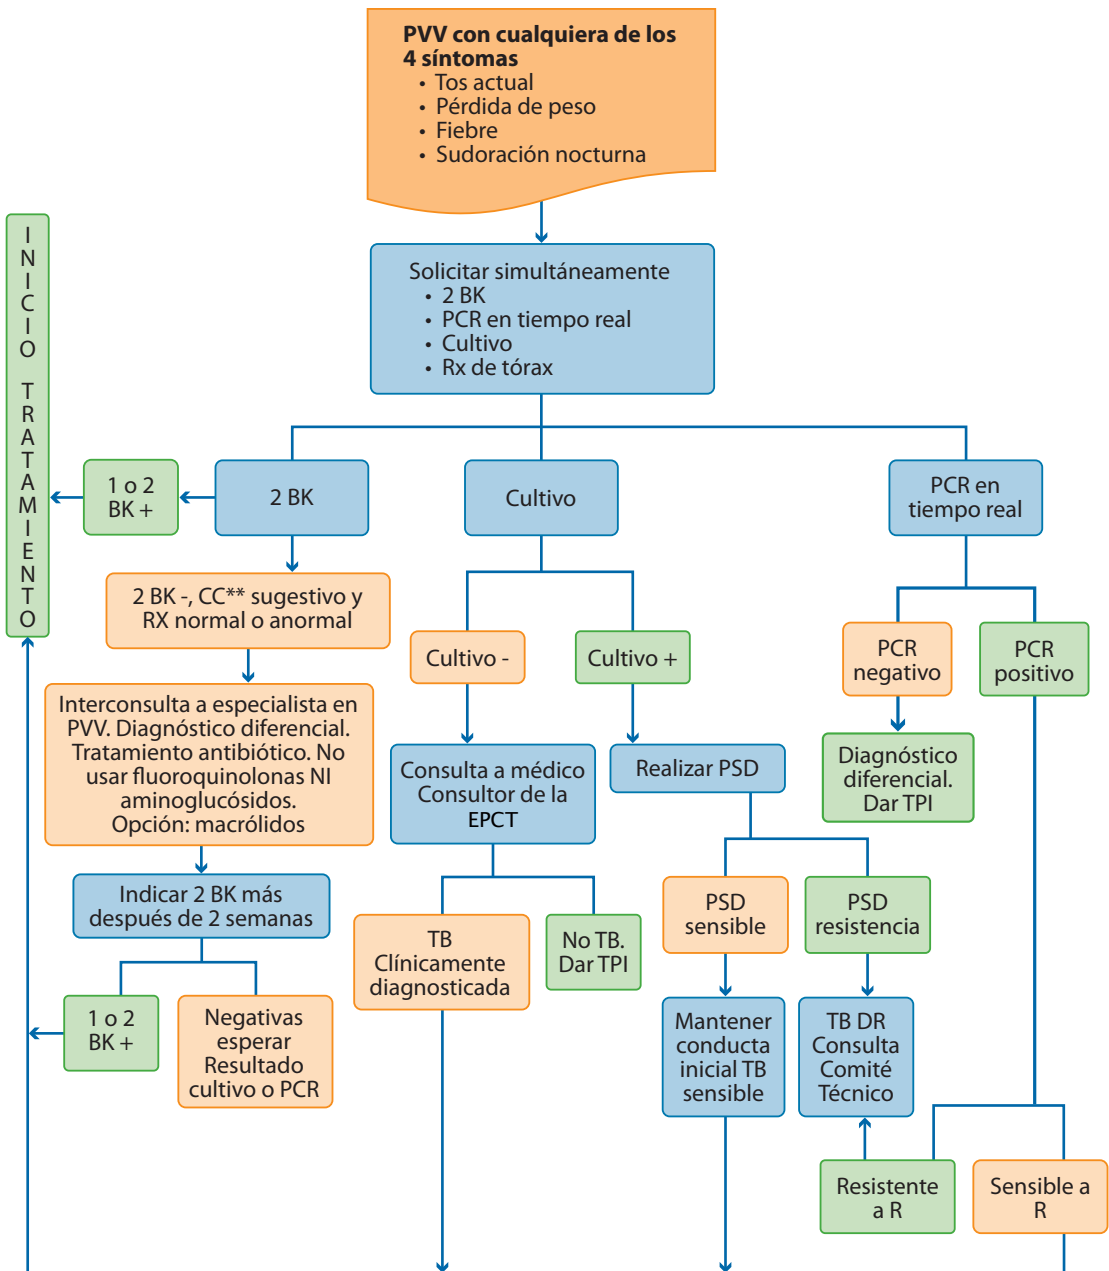 PVV con cualquiera de los
4 síntomas
• Tos actual
• Pérdida de peso
• Fiebre
• Sudoración nocturna
Solicitar simultáneamente
• 2 BK
• PCR en tiempo real
• Cultivo
• Rx de tórax
INICIO TRATAMIENTO
1 o 2
BK +
2 BK
Cultivo
PCR en
tiempo real
2 BK -, CC** sugestivo y
RX normal o anormal
Cultivo -
Cultivo +
PCR
negativo
PCR
positivo
Interconsulta a especialista en
PVV. Diagnóstico diferencial.
Tratamiento antibiótico. No
usar fluoroquinolonas NI
aminoglucósidos.
Opción: macrólidos
Consulta a médico
Consultor de la
EPCT
Realizar PSD
Diagnóstico
diferencial.
Dar TPI
Indicar 2 BK más
después de 2 semanas
TB
Clínicamente
diagnosticada
No TB.
Dar TPI
PSD
sensible
PSD
resistencia
1 o 2
BK +
Negativas
esperar
Resultado
cultivo o PCR
Mantener
conducta
inicial TB
sensible
TB DR
Consulta
Comité
Técnico
Resistente
a R
Sensible a
R